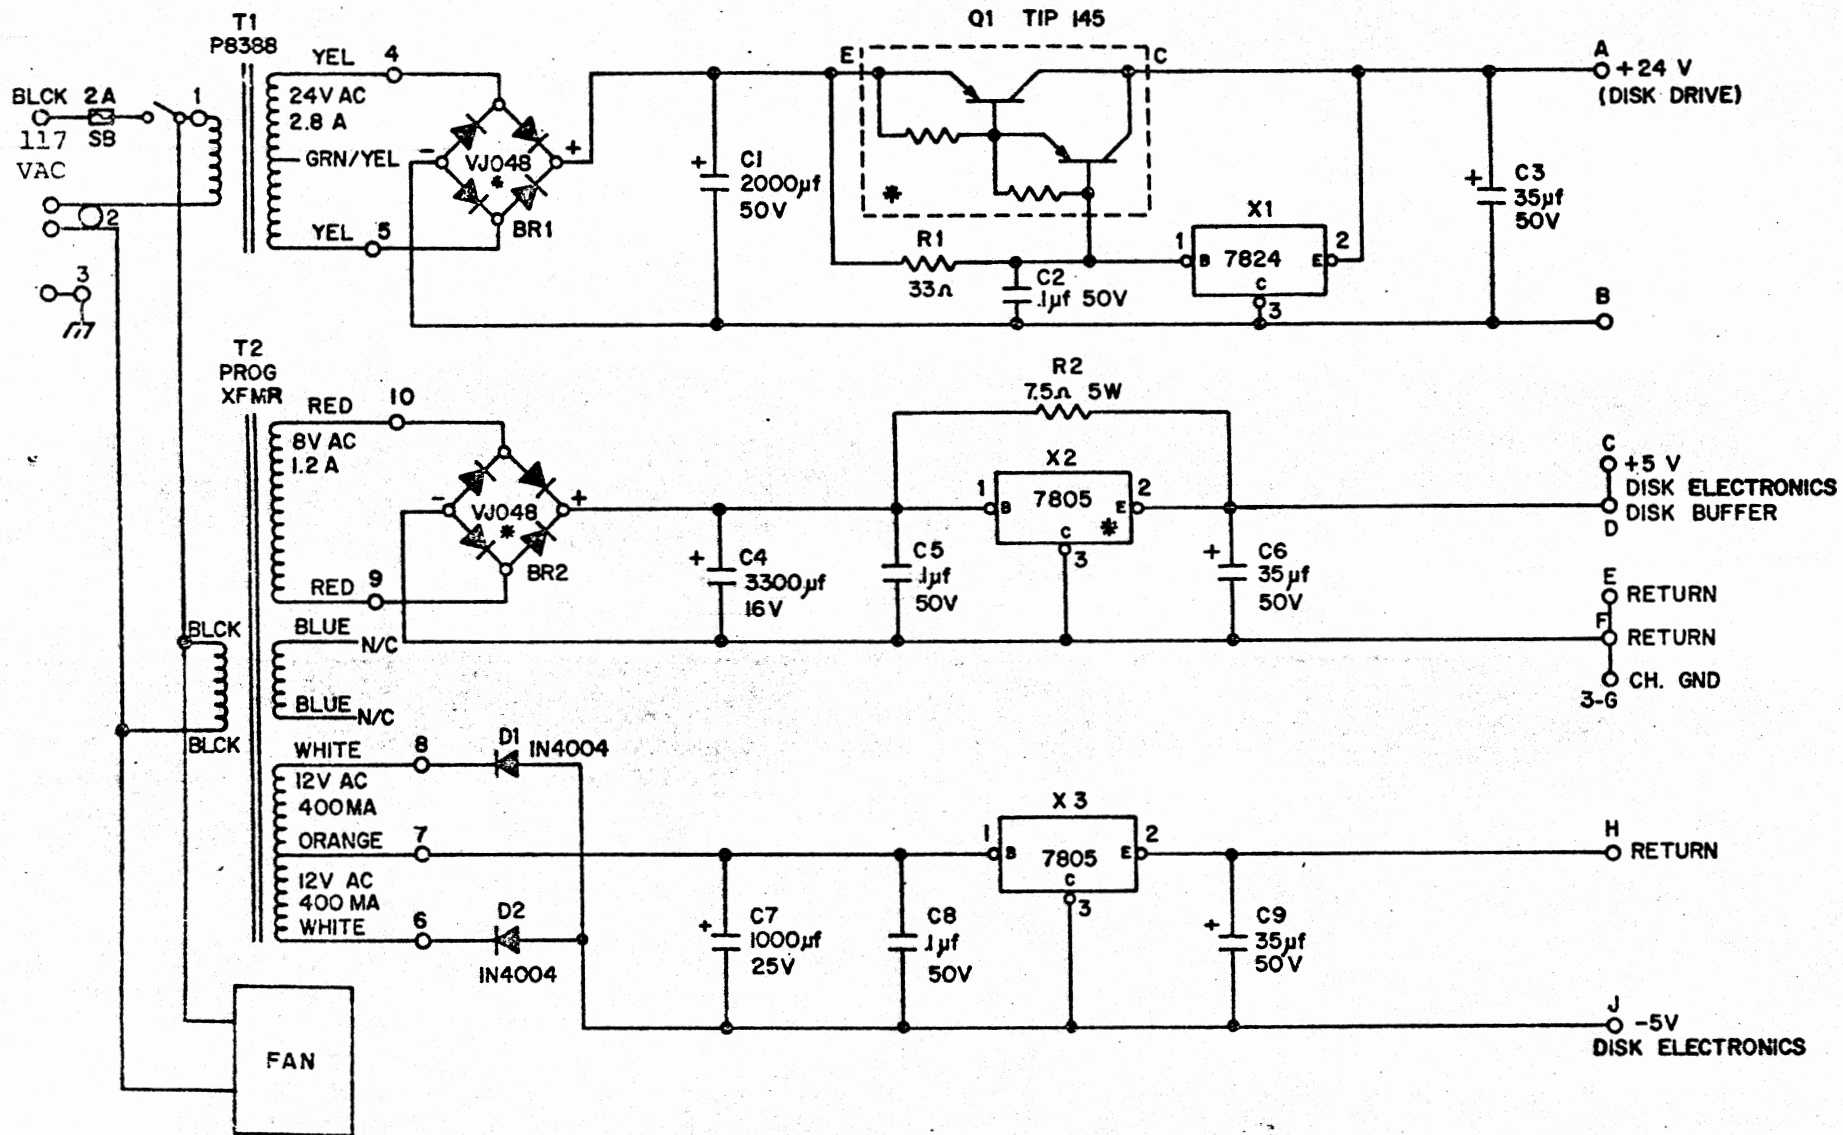 T1
P8388
Q1 TIP 145
YEL 4
E
C
A
+24 V
(DISK DRIVE)
BLCK 2A
SB
1
117
VAC
24V AC
2.8 A
GRN/YEL
-
VJ048
*
+
+
C1
2000µf
50V
*
+
C3
35µf
50V
2
YEL 5
BR1
R1
33Ω
C2
.1µf 50V
X1
1
B
7824
E
2
C
3
3
B
T2
PROG
XFMR
R2
7.5Ω 5W
RED 10
8V AC
1.2 A
-
VJ048
*
+
X2
1
B
7805
E
2
*
C
3
C
+5 V
DISK ELECTRONICS
DISK BUFFER
D
RED 9
BR2
+
C4
3300µf
16V
C5
.1µf
50V
+
C6
35µf
50V
E
RETURN
F
RETURN
CH. GND
3-G
BLCK
BLUE
N/C
BLUE
N/C
BLCK
WHITE 8
D1
1N4004
12V AC
400MA
ORANGE 7
12V AC
400 MA
WHITE 6
D2
1N4004
X3
1
B
7805
E
2
C
3
H
RETURN
+
C7
1000µf
25V
C8
.1µf
50V
+
C9
35µf
50V
J
-5V
DISK ELECTRONICS
FAN